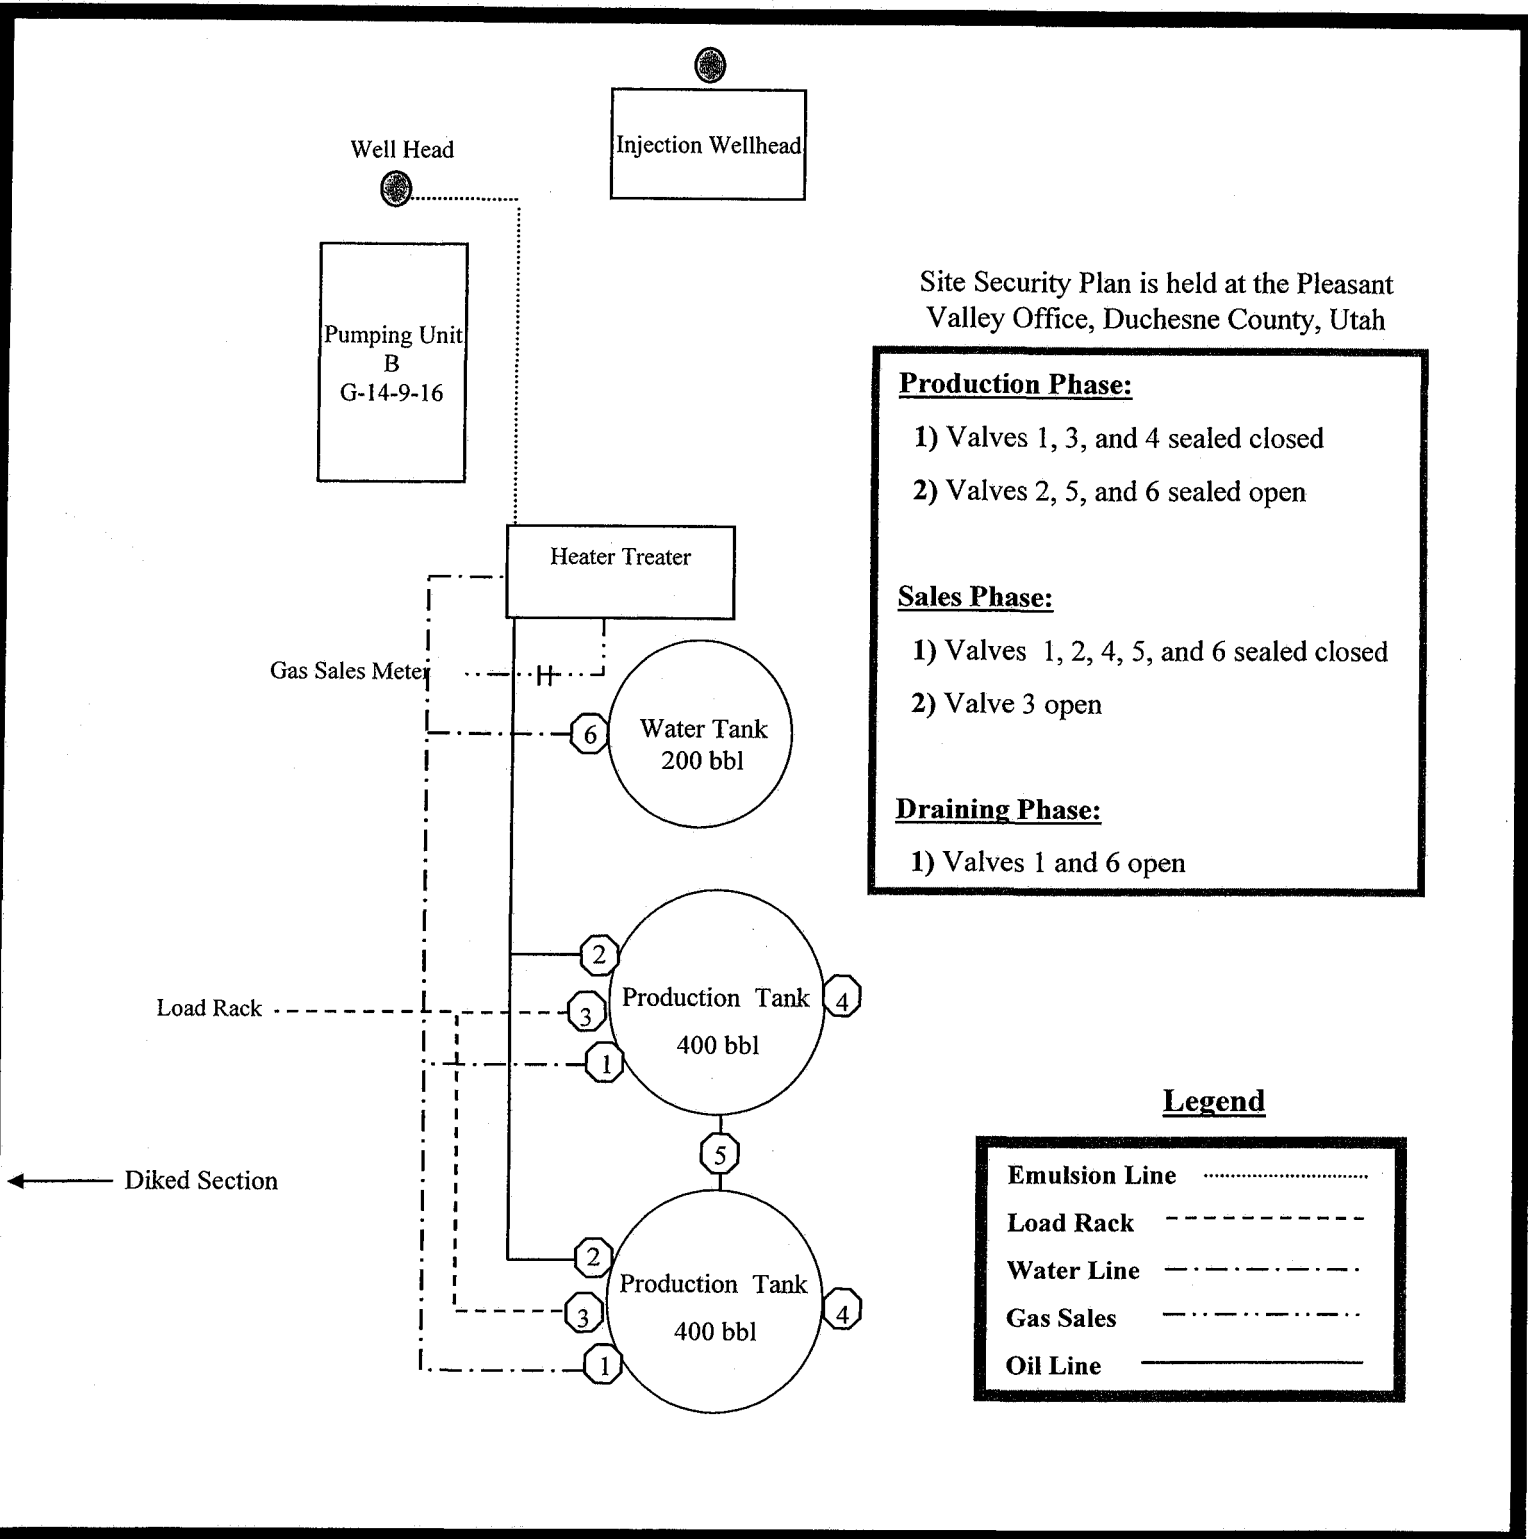 Injection Wellhead
Well Head
Pumping Unit
B
G-14-9-16
Site Security Plan is held at the Pleasant
Valley Office, Duchesne County, Utah
Production Phase:
1) Valves 1, 3, and 4 sealed closed
2) Valves 2, 5, and 6 sealed open
Sales Phase:
1) Valves 1, 2, 4, 5, and 6 sealed closed
2) Valve 3 open
Draining Phase:
1) Valves 1 and 6 open
Heater Treater
Gas Sales Meter
6
Water Tank
200 bbl
2
Load Rack
3
Production Tank
4
400 bbl
1
5
Diked Section
2
Production Tank
3
4
400 bbl
1
Legend
Emulsion Line
Load Rack
Water Line
Gas Sales
Oil Line